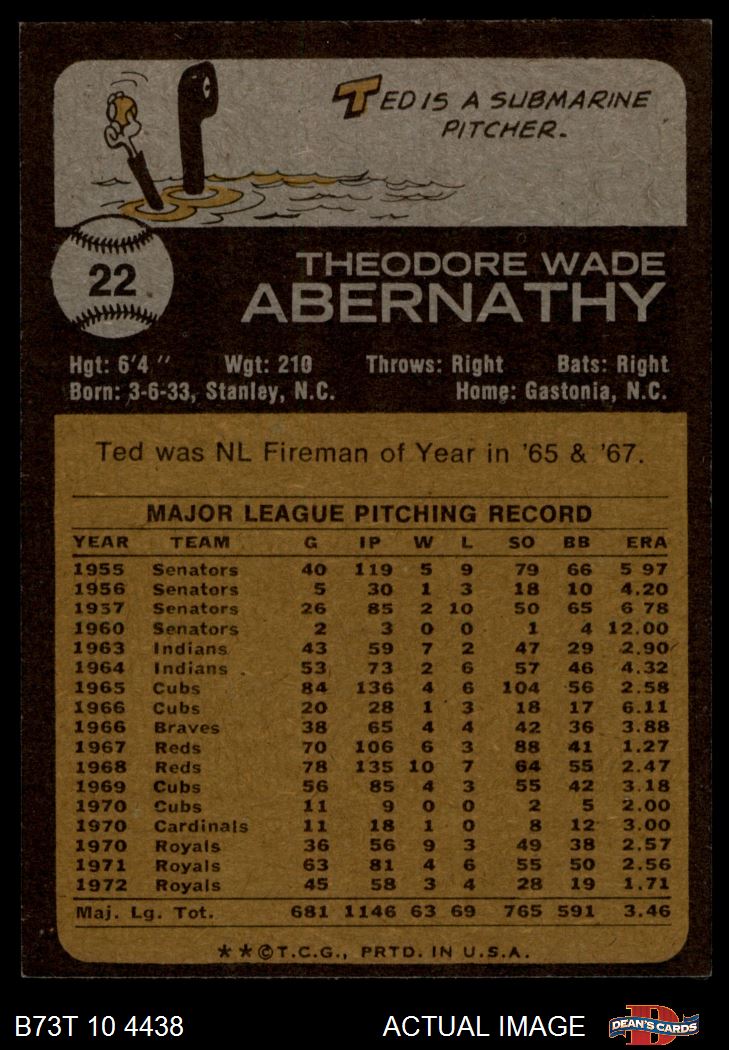 TED IS A SUBMARINE
PITCHER.
22
THEODORE WADE
ABERNATHY
Hgt: 6'4 " Wgt: 210 Throws: Right Bats: Right
Born: 3-6-33, Stanley, N.C. Home: Gastonia, N.C.
Ted was NL Fireman of Year in '65 & '67.
MAJOR LEAGUE PITCHING RECORD
YEAR TEAM G IP W L SO BB ERA
1955 Senators 40 119 5 9 79 66 5 97
1956 Senators 5 30 1 3 18 10 4.20
1957 Senators 26 85 2 10 50 65 6 78
1960 Senators 2 3 0 0 1 4 12.00
1963 Indians 43 59 7 2 47 29 2.90
1964 Indians 53 73 2 6 57 46 4.32
1965 Cubs 84 136 4 6 104 56 2.58
1966 Cubs 20 28 1 3 18 17 6.11
1966 Braves 38 65 4 4 42 36 3.88
1967 Reds 70 106 6 3 88 41 1.27
1968 Reds 78 135 10 7 64 55 2.47
1969 Cubs 56 85 4 3 55 42 3.18
1970 Cubs 11 9 0 0 2 5 2.00
1970 Cardinals 11 18 1 0 8 12 3.00
1970 Royals 36 56 9 3 49 38 2.57
1971 Royals 63 81 4 6 55 50 2.56
1972 Royals 45 58 3 4 28 19 1.71
Maj. Lg. Tot. 681 1146 63 69 765 591 3.46
★★©T.C.G., PRTD. IN U.S.A.
B73T 10 4438 ACTUAL IMAGE D DEAN'S CARDS